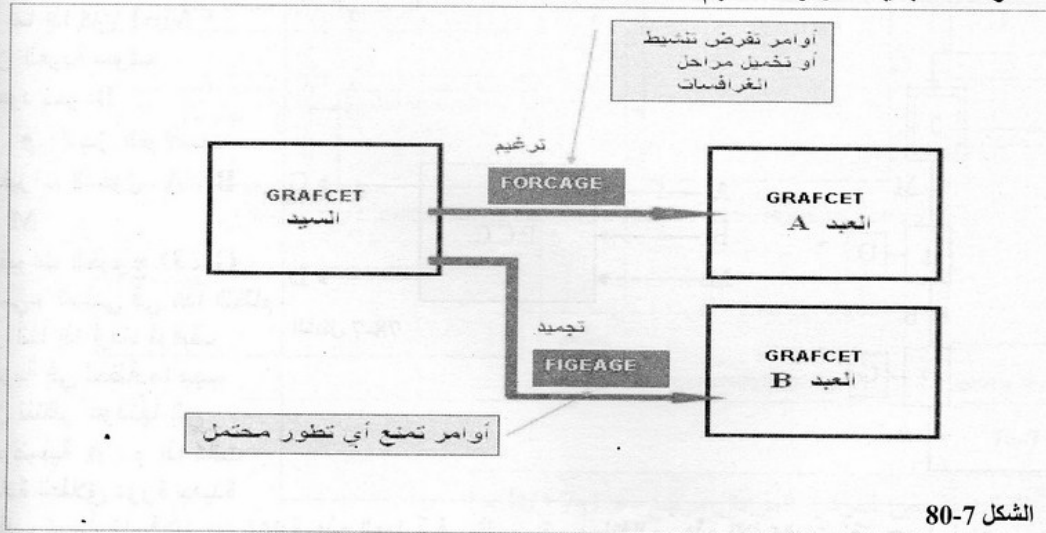 أوامر تفرض تنشيط
أو تخميل مراحل
الغرافسات
ترغيم
FORCAGE
GRAFCET
السيد
GRAFCET
العبد A
تجميد
FIGEAGE
GRAFCET
العبد B
أوامر تمنع أي تطور محتمل
الشكل 7-80